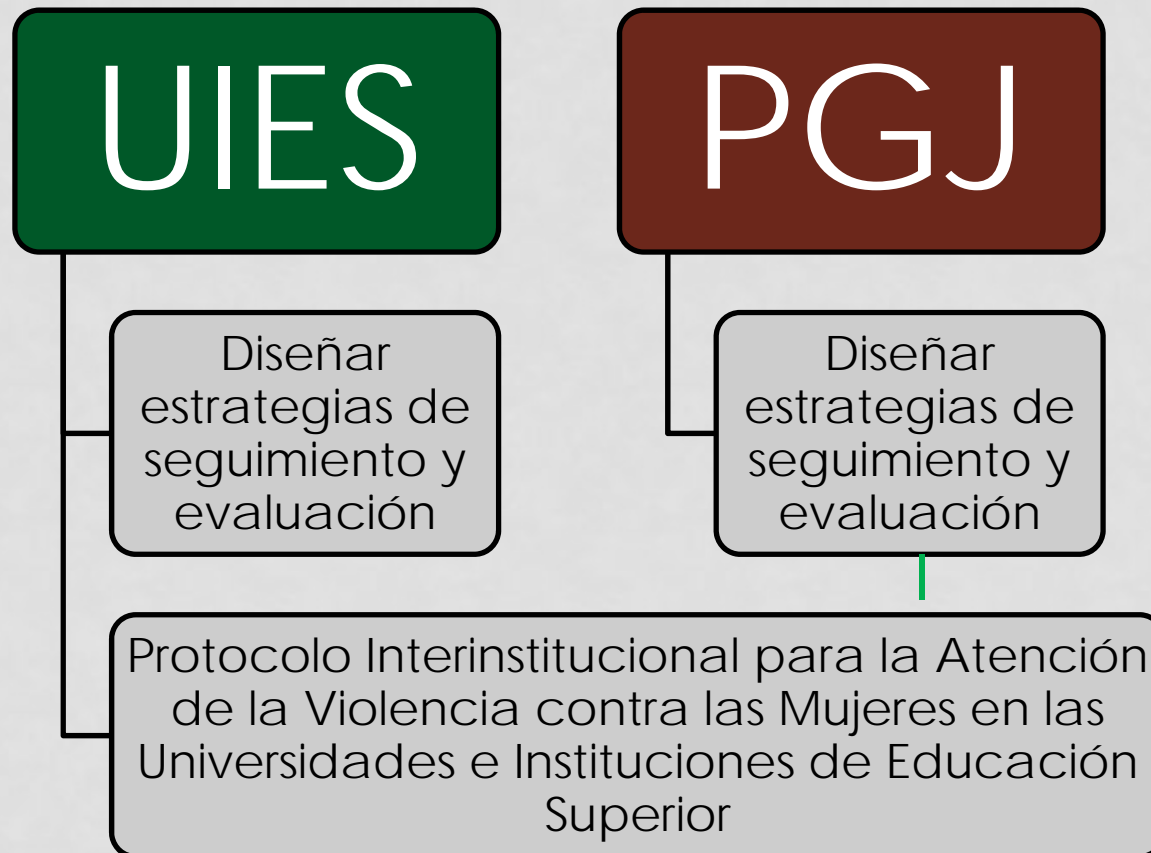 UIES
Diseñar
estrategias de
seguimiento y
evaluación
PGJ
Diseñar
estrategias de
seguimiento y
evaluación
Protocolo Interinstitucional para la Atención
de la Violencia contra las Mujeres en las
Universidades e Instituciones de Educación
Superior